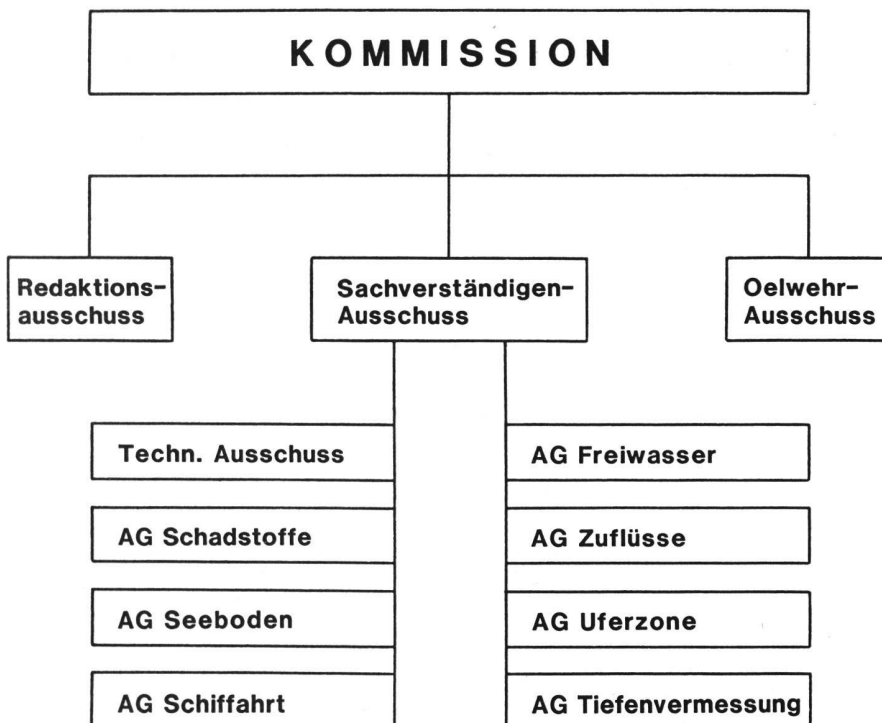 KOMMISSION
Redaktions-
ausschuss
Sachverständigen-
Ausschuss
Oelwehr-
Ausschuss
Techn. Ausschuss
AG Schadstoffe
AG Seeboden
AG Schiffahrt
AG Freiwasser
AG Zuflüsse
AG Uferzone
AG Tiefenvermessung